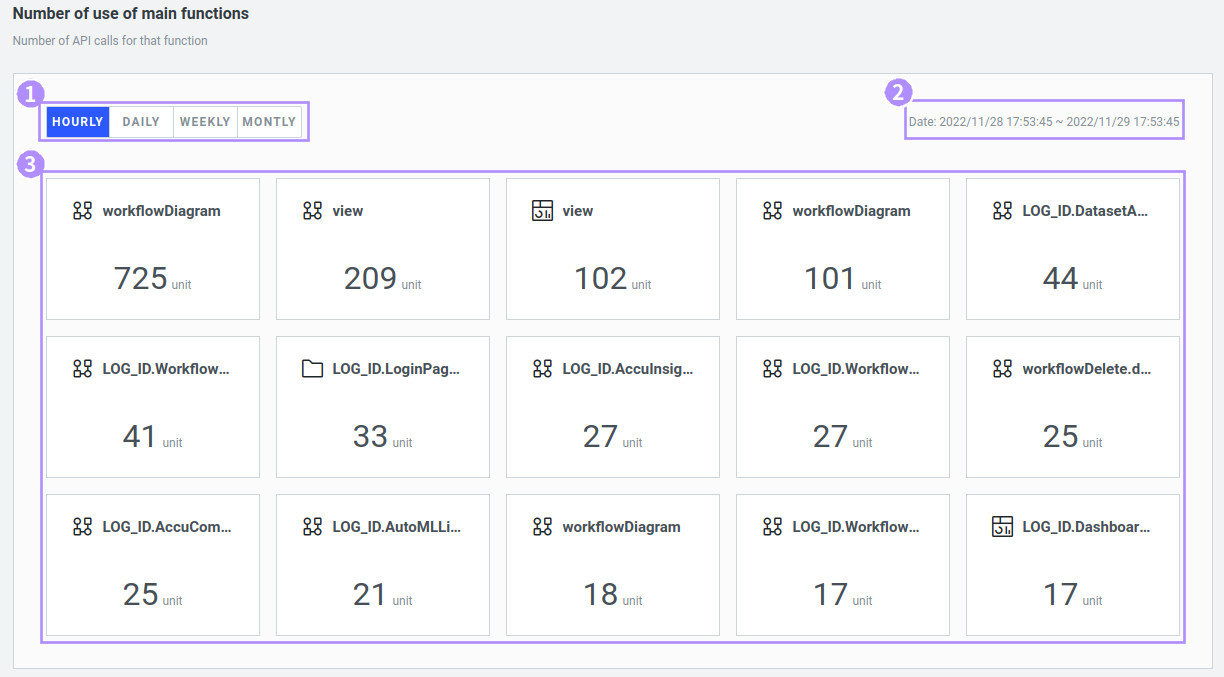 Number of use of main functions
Number of API calls for that function
1
2
HOURLY DAILY WEEKLY MONTLY
Date: 2022/11/28 17:53:45 ~ 2022/11/29 17:53:45
3
workflowDiagram view view workflowDiagram LOG_ID.DatasetA...
725 unit 209 unit 102 unit 101 unit 44 unit
LOG_ID.Workflow... LOG_ID.LoginPag... LOG_ID.AccuInsig... LOG_ID.Workflow... workflowDelete.d...
41 unit 33 unit 27 unit 27 unit 25 unit
LOG_ID.AccuCom... LOG_ID.AutoMLLi... workflowDiagram LOG_ID.Workflow... LOG_ID.Dashboar...
25 unit 21 unit 18 unit 17 unit 17 unit